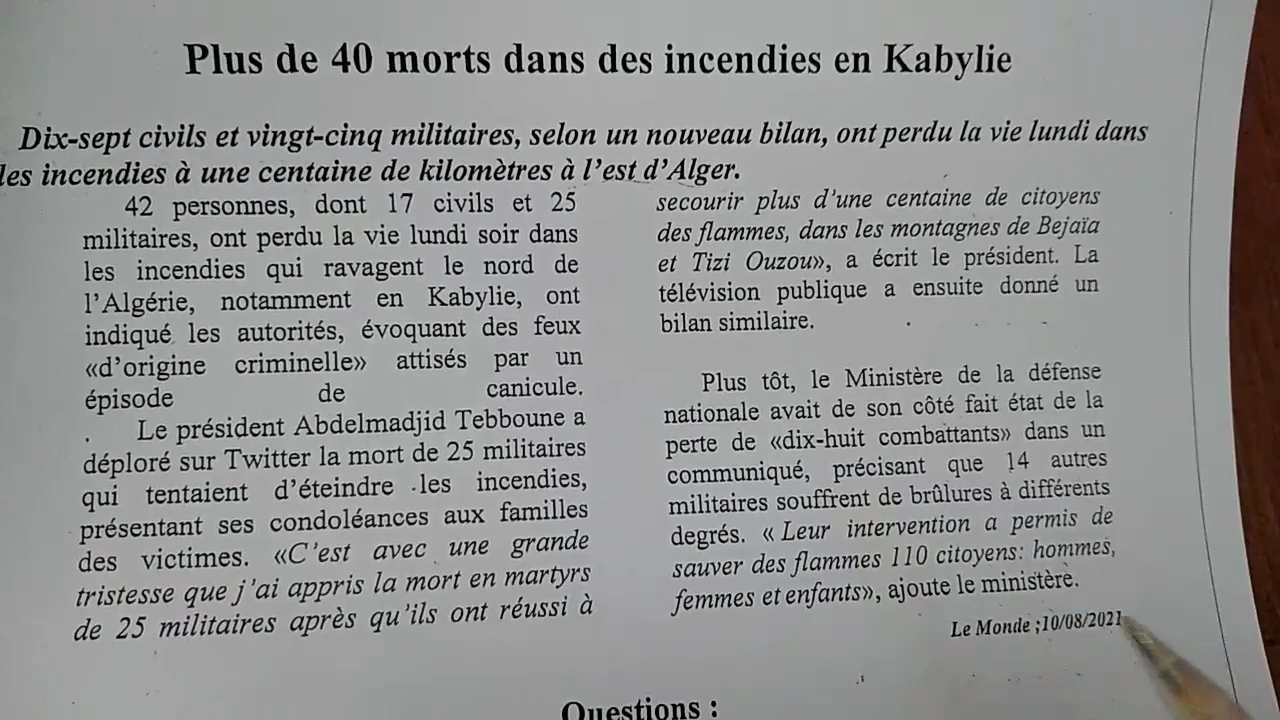 Plus de 40 morts dans des incendies en Kabylie
Dix-sept civils et vingt-cinq militaires, selon un nouveau bilan, ont perdu la vie lundi dans
les incendies à une centaine de kilomètres à l'est d'Alger.
42 personnes, dont 17 civils et 25
militaires, ont perdu la vie lundi soir dans
les incendies qui ravagent le nord de
l'Algérie, notamment en Kabylie, ont
indiqué les autorités, évoquant des feux
«d'origine criminelle» attisés par un
épisode de canicule.
Le président Abdelmadjid Tebboune a
déploré sur Twitter la mort de 25 militaires
qui tentaient d'éteindre les incendies,
présentant ses condoléances aux familles
des victimes. «C'est avec une grande
tristesse que j'ai appris la mort en martyrs
de 25 militaires après qu'ils ont réussi à
secourir plus d'une centaine de citoyens
des flammes, dans les montagnes de Bejaïa
et Tizi Ouzou», a écrit le président. La
télévision publique a ensuite donné un
bilan similaire.
Plus tôt, le Ministère de la défense
nationale avait de son côté fait état de la
perte de «dix-huit combattants» dans un
communiqué, précisant que 14 autres
militaires souffrent de brûlures à différents
degrés. « Leur intervention a permis de
sauver des flammes 110 citoyens: hommes,
femmes et enfants», ajoute le ministère.
Le Monde ;10/08/2021
Questions :